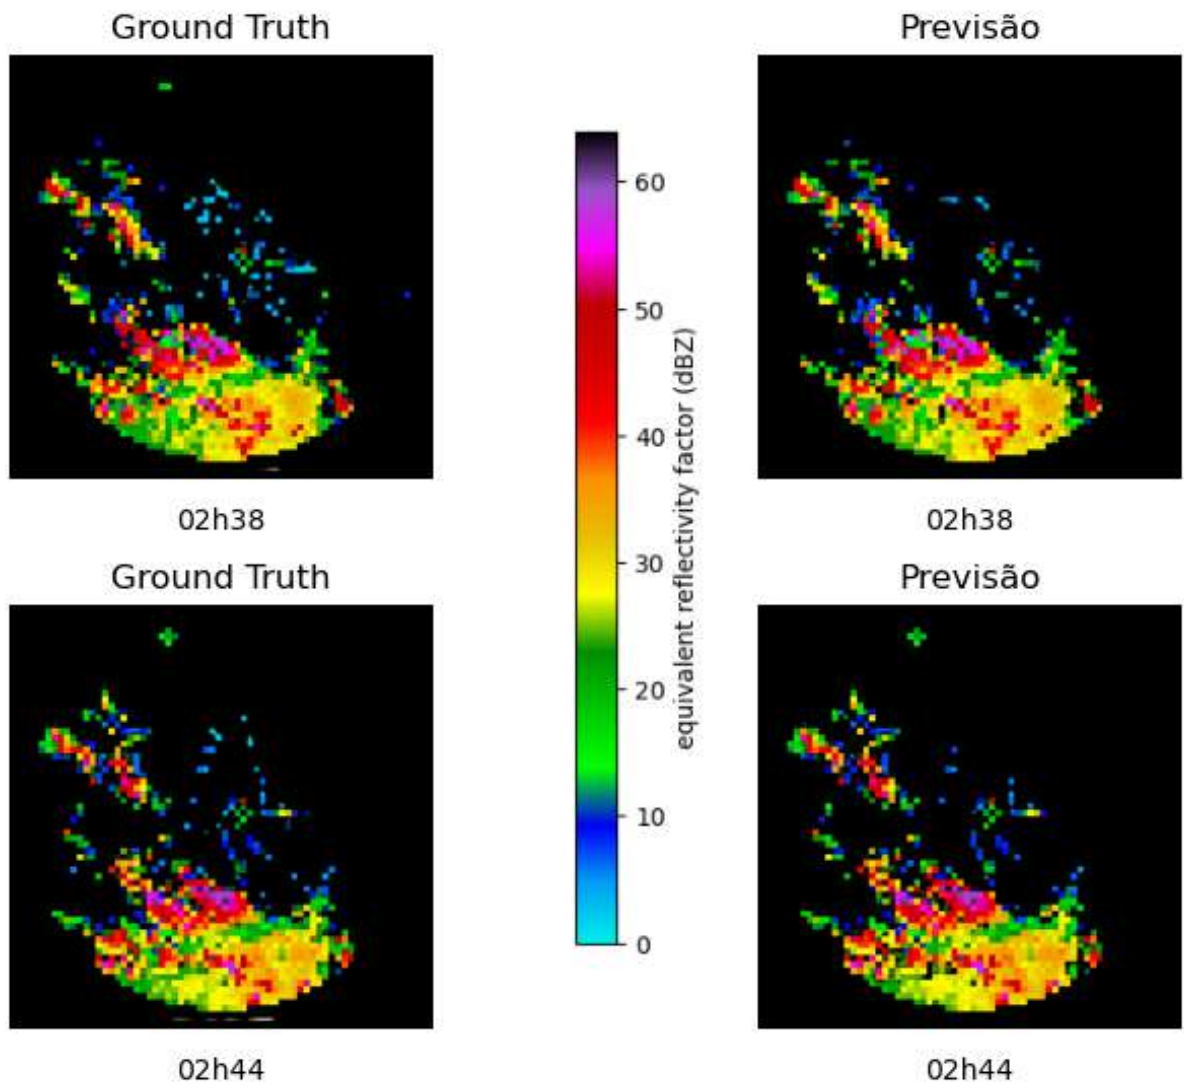 Ground Truth
Previsão
60
50
40
30
20
10
0
equivalent reflectivity factor (dBZ)
02h38
02h38
Ground Truth
Previsão
02h44
02h44